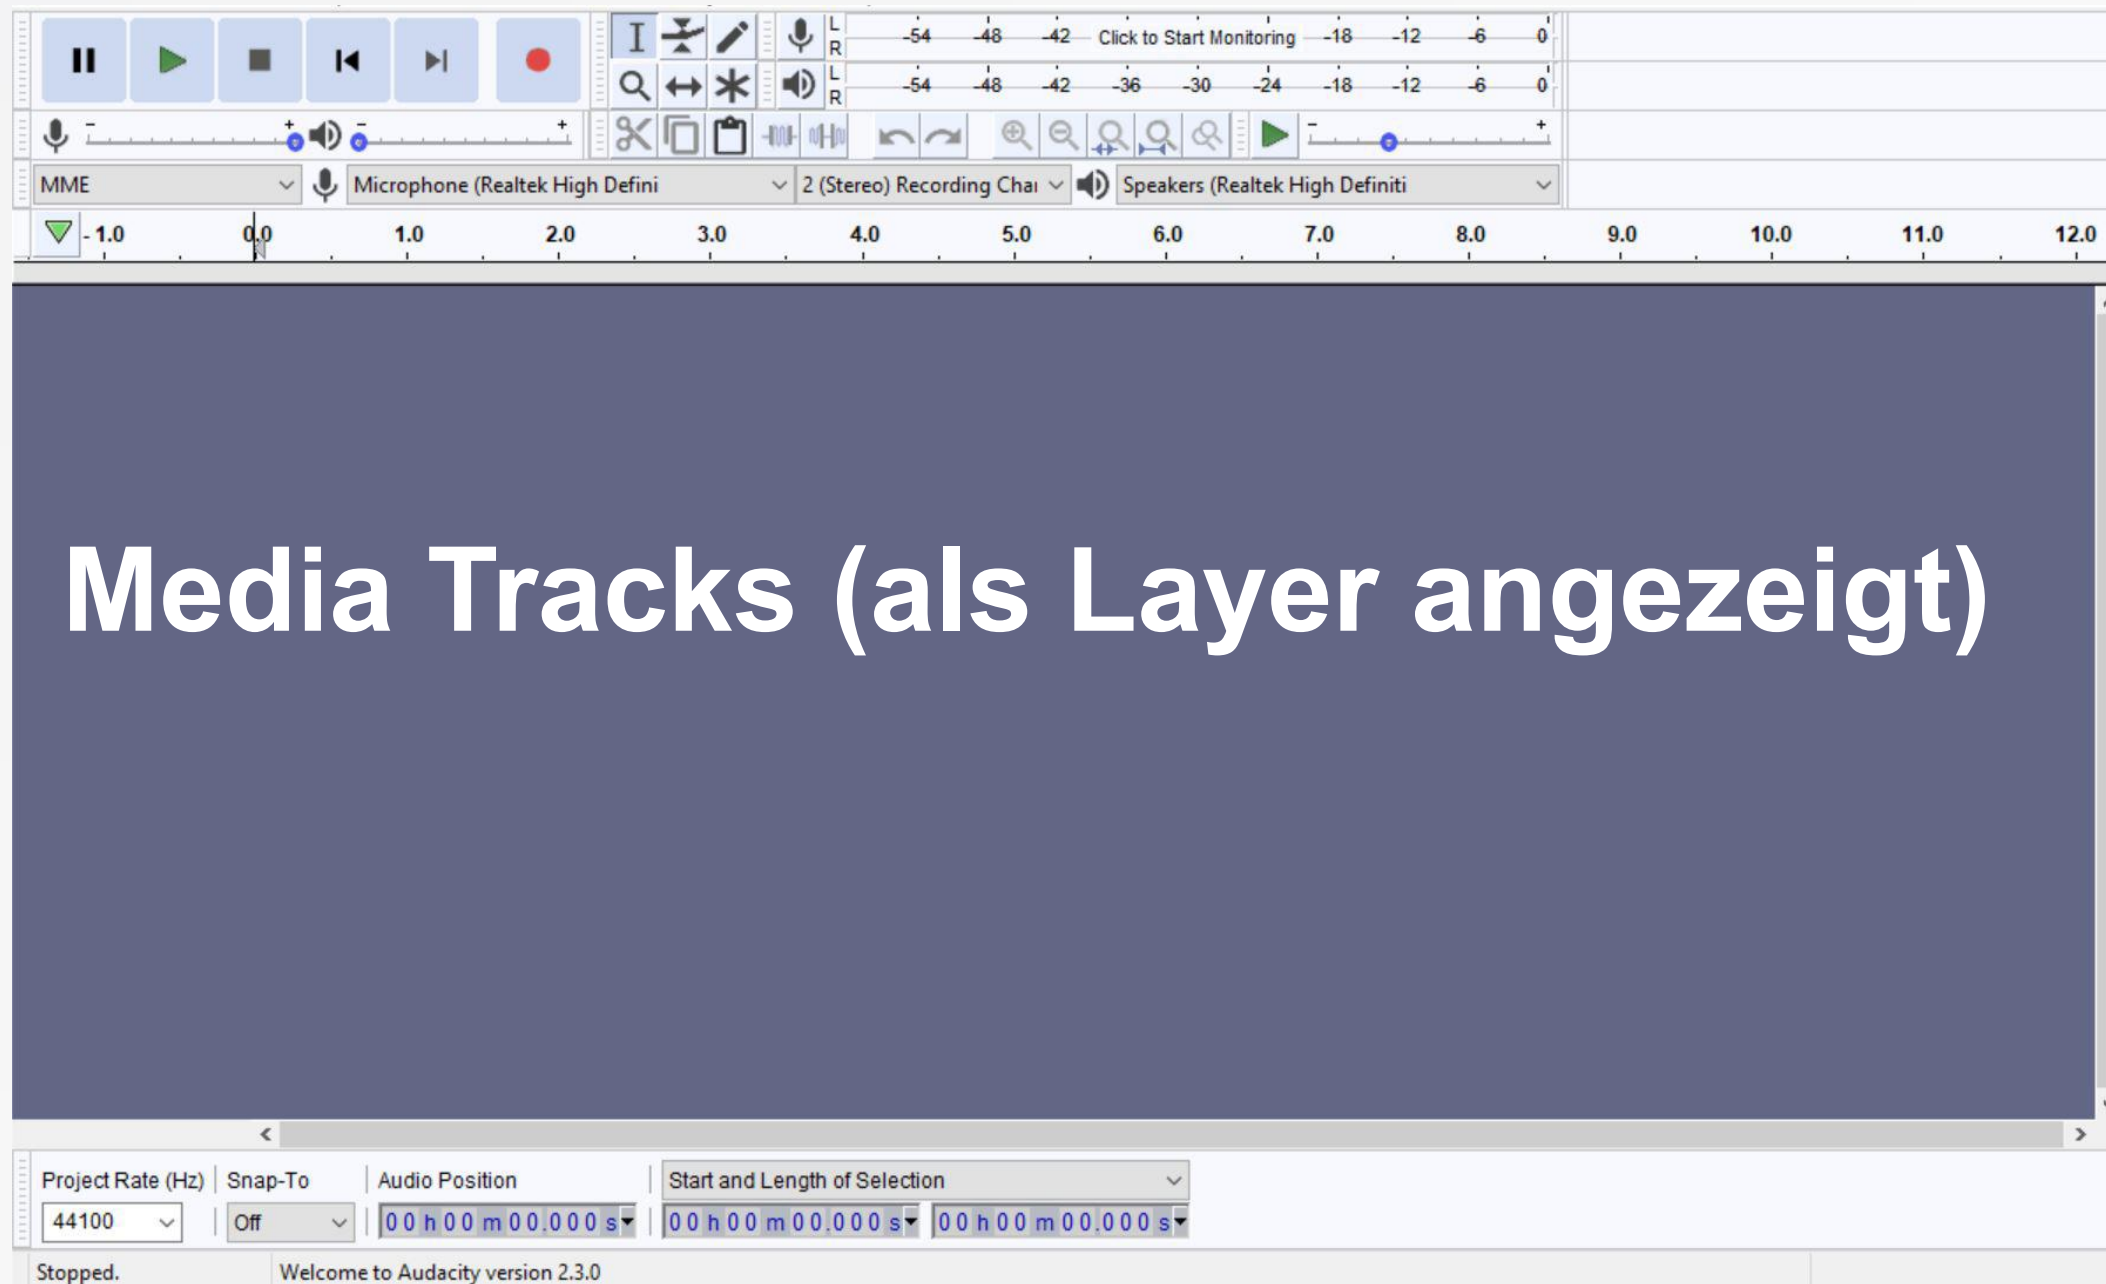 L
R
-54 -48 -42 Click to Start Monitoring -18 -12 -6 0
L
R
-54 -48 -42 -36 -30 -24 -18 -12 -6 0
- + - +
- +
MME Microphone (Realtek High Defini 2 (Stereo) Recording Chai Speakers (Realtek High Definiti
- 1.0 0.0 1.0 2.0 3.0 4.0 5.0 6.0 7.0 8.0 9.0 10.0 11.0 12.0
Media Tracks (als Layer angezeigt)
Project Rate (Hz) Snap-To Audio Position Start and Length of Selection
44100 Off 00 h 00 m 00.000 s 00 h 00 m 00.000 s 00 h 00 m 00.000 s
Stopped. Welcome to Audacity version 2.3.0